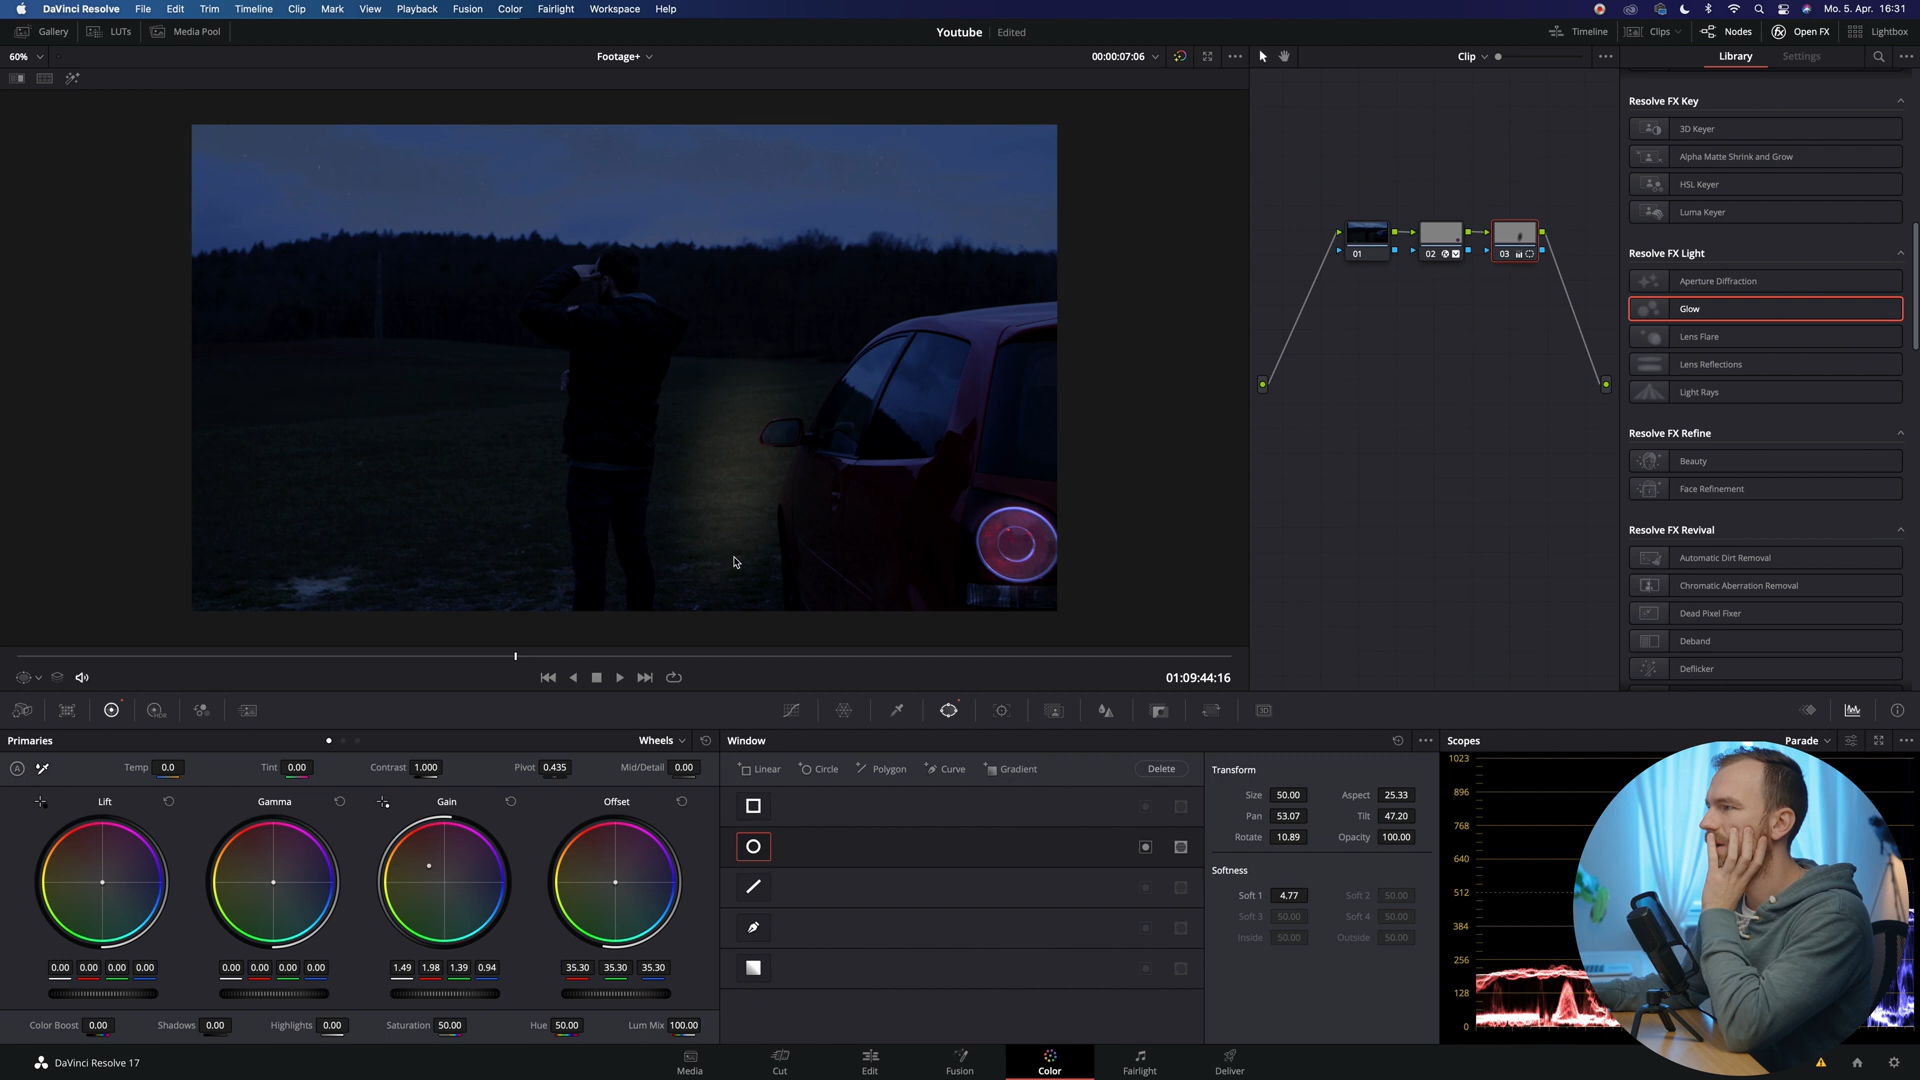 DaVinci Resolve File Edit Trim Timeline Clip Mark View Playback Fusion Color Fairlight Workspace Help Mo. 5. Apr. 16:31
Gallery LUTs Media Pool Youtube Edited Timeline Clips Nodes Open FX Lightbox
60% Footage+ 00:00:07:06 Clip Library Settings
Resolve FX Key
3D Keyer
Alpha Matte Shrink and Grow
HSL Keyer
Luma Keyer
01 02 03
Resolve FX Light
Aperture Diffraction
Glow
Lens Flare
Lens Reflections
Light Rays
Resolve FX Refine
Beauty
Face Refinement
Resolve FX Revival
Automatic Dirt Removal
Chromatic Aberration Removal
Dead Pixel Fixer
Deband
Deflicker
01:09:44:16
HDR
3D
Primaries Wheels Window Scopes Parade
A Temp 0.0 Tint 0.00 Contrast 1.000 Pivot 0.435 Mid/Detail 0.00
Linear Circle Polygon Curve Gradient Delete
Lift Gamma Gain Offset
0.00 0.00 0.00 0.00 0.00 0.00 0.00 0.00 1.49 1.98 1.39 0.94 35.30 35.30 35.30
Color Boost 0.00 Shadows 0.00 Highlights 0.00 Saturation 50.00 Hue 50.00 Lum Mix 100.00
Transform
Size 50.00 Aspect 25.33
Pan 53.07 Tilt 47.20
Rotate 10.89 Opacity 100.00
Softness
Soft 1 4.77 Soft 2 50.00
Soft 3 50.00 Soft 4 50.00
Inside 50.00 Outside 50.00
1023
896
768
640
512
384
256
128
0
DaVinci Resolve 17 Media Cut Edit Fusion Color Fairlight Deliver